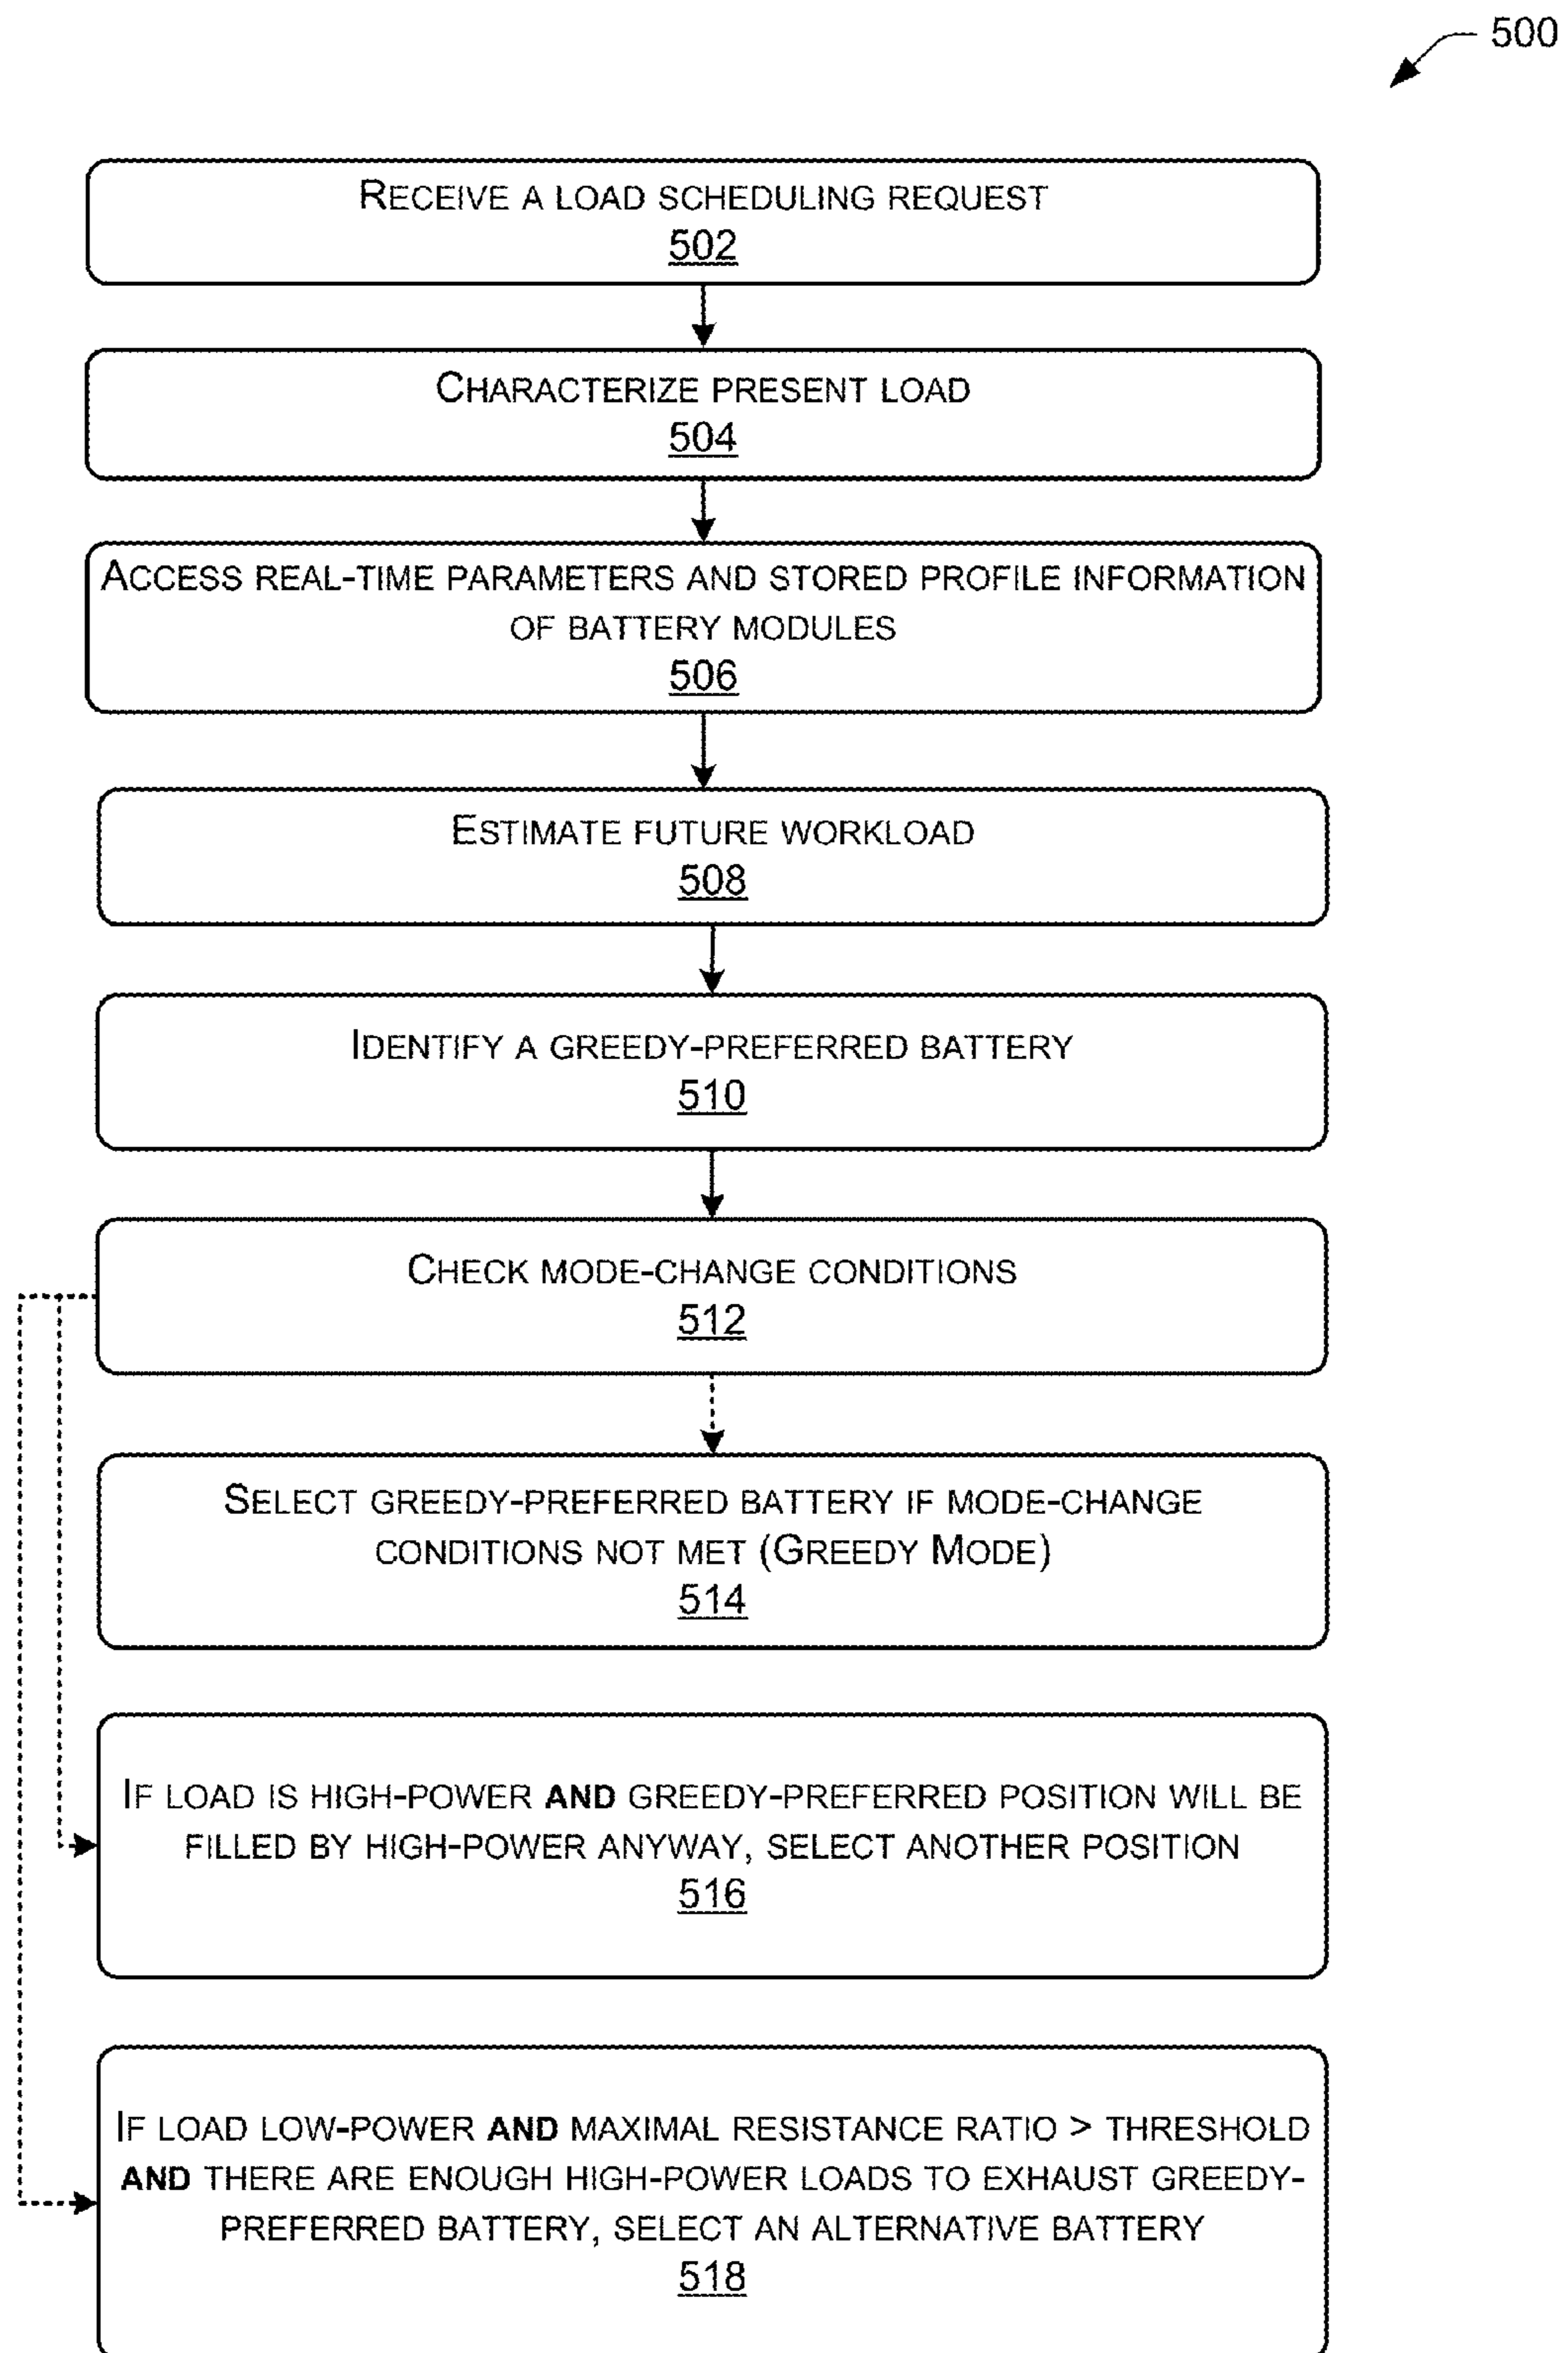 500
RECEIVE A LOAD SCHEDULING REQUEST
502
CHARACTERIZE PRESENT LOAD
504
ACCESS REAL-TIME PARAMETERS AND STORED PROFILE INFORMATION
OF BATTERY MODULES
506
ESTIMATE FUTURE WORKLOAD
508
IDENTIFY A GREEDY-PREFERRED BATTERY
510
CHECK MODE-CHANGE CONDITIONS
512
SELECT GREEDY-PREFERRED BATTERY IF MODE-CHANGE
CONDITIONS NOT MET (GREEDY MODE)
514
IF LOAD IS HIGH-POWER AND GREEDY-PREFERRED POSITION WILL BE
FILLED BY HIGH-POWER ANYWAY, SELECT ANOTHER POSITION
516
IF LOAD LOW-POWER AND MAXIMAL RESISTANCE RATIO > THRESHOLD
AND THERE ARE ENOUGH HIGH-POWER LOADS TO EXHAUST GREEDY-
PREFERRED BATTERY, SELECT AN ALTERNATIVE BATTERY
518